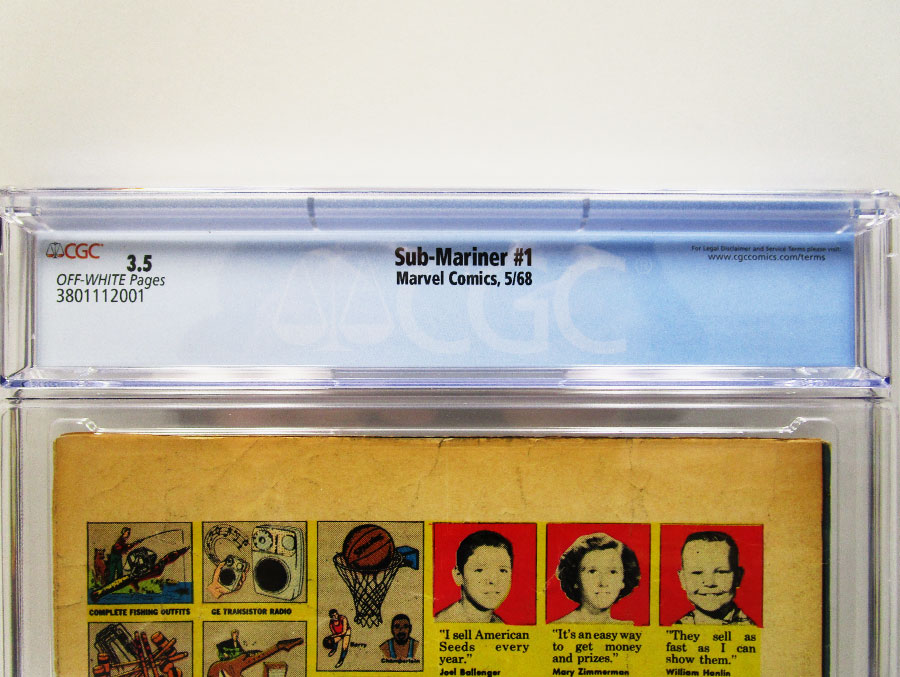 CGC
3.5
OFF-WHITE Pages
3801112001
Sub-Mariner #1
Marvel Comics, 5/68
For Legal Disclaimer and Service Terms please visit:
www.cgccomics.com/terms
CGC
COMPLETE FISHING OUTFITS
GE TRANSISTOR RADIO
Barry
Chamberlain
"I sell American
Seeds every
year."
Joel Ballenger
"It's an easy way
to get money
and prizes."
Mary Zimmerman
"They sell as
fast as I can
show them."
William Hanlin